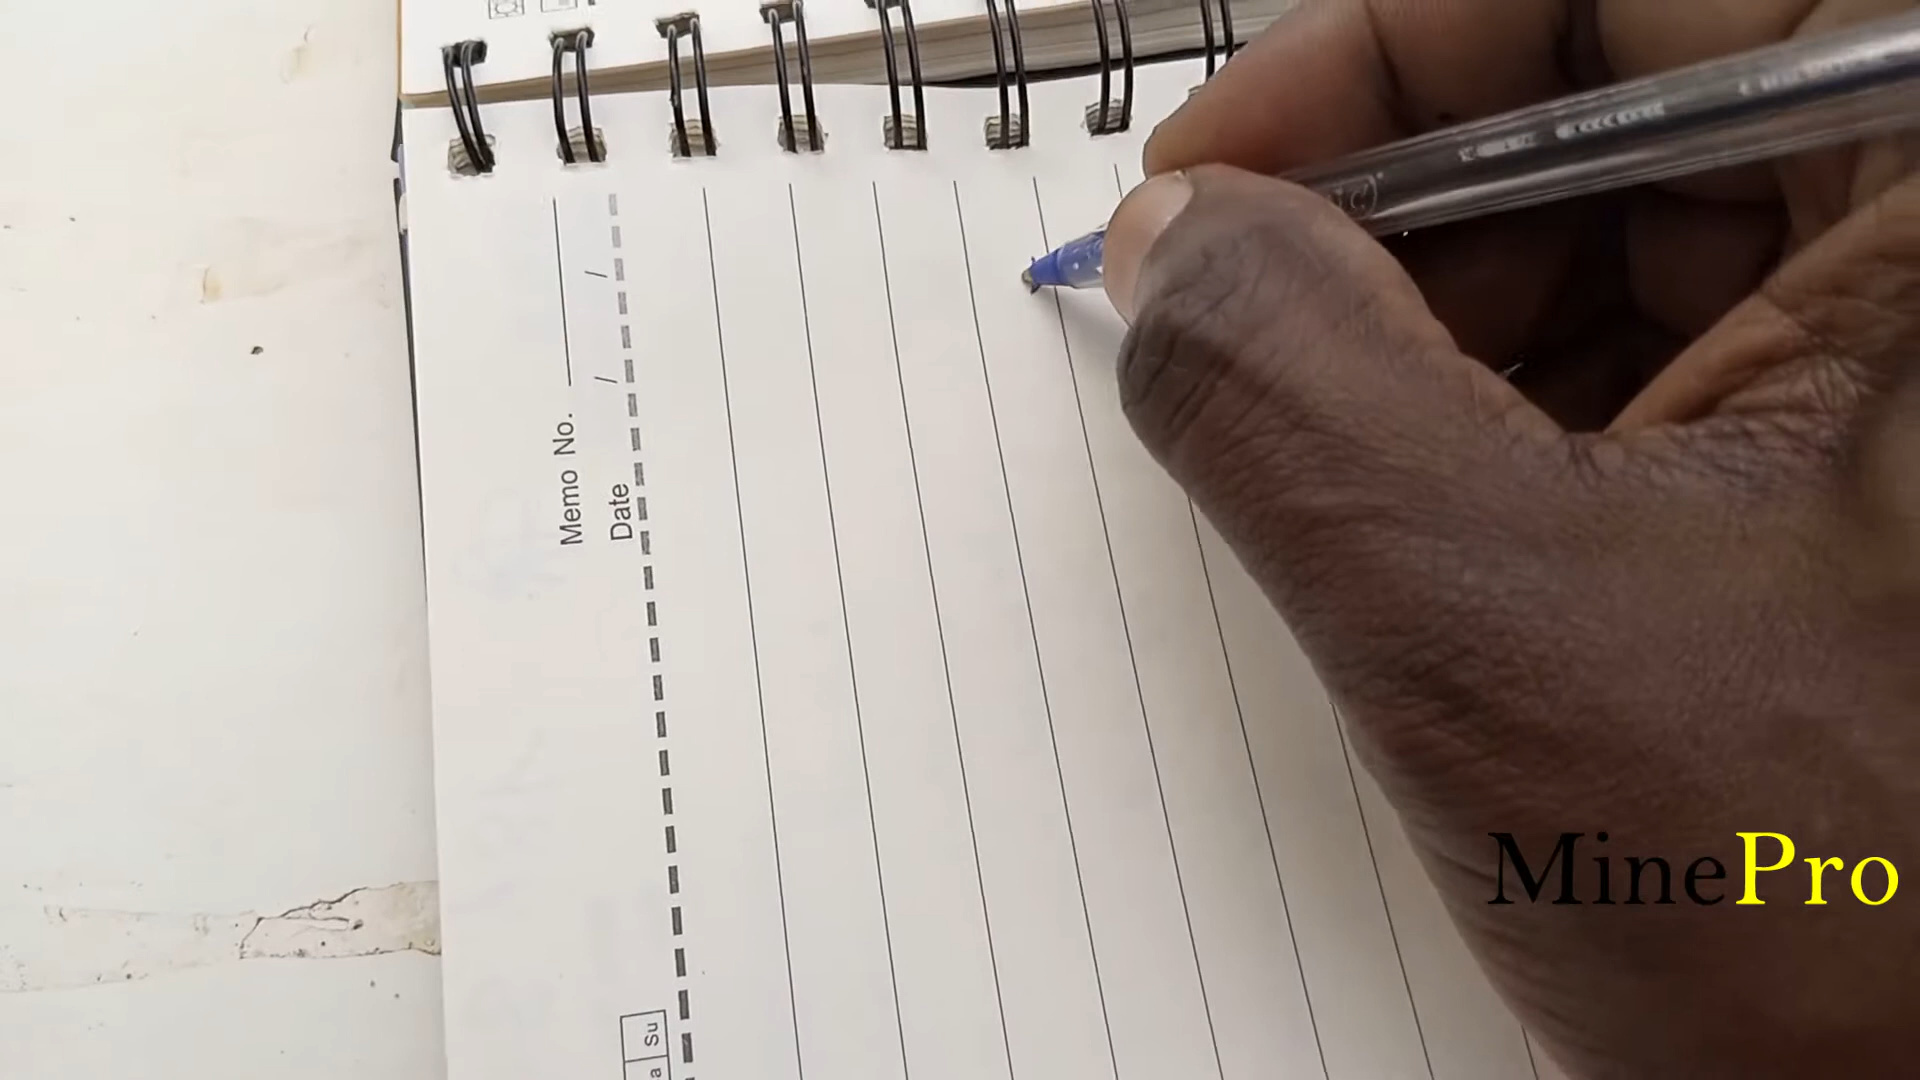 Memo No.
Date / /
Su
a
MinePro